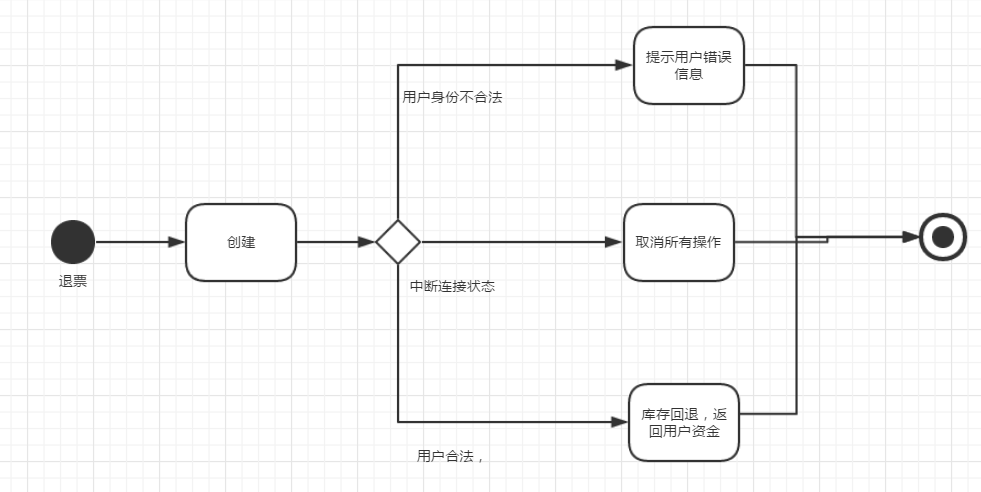 提示用户错误
信息
用户身份不合法
退票
创建
取消所有操作
中断连接状态
库存回退，返
回用户资金
用户合法，